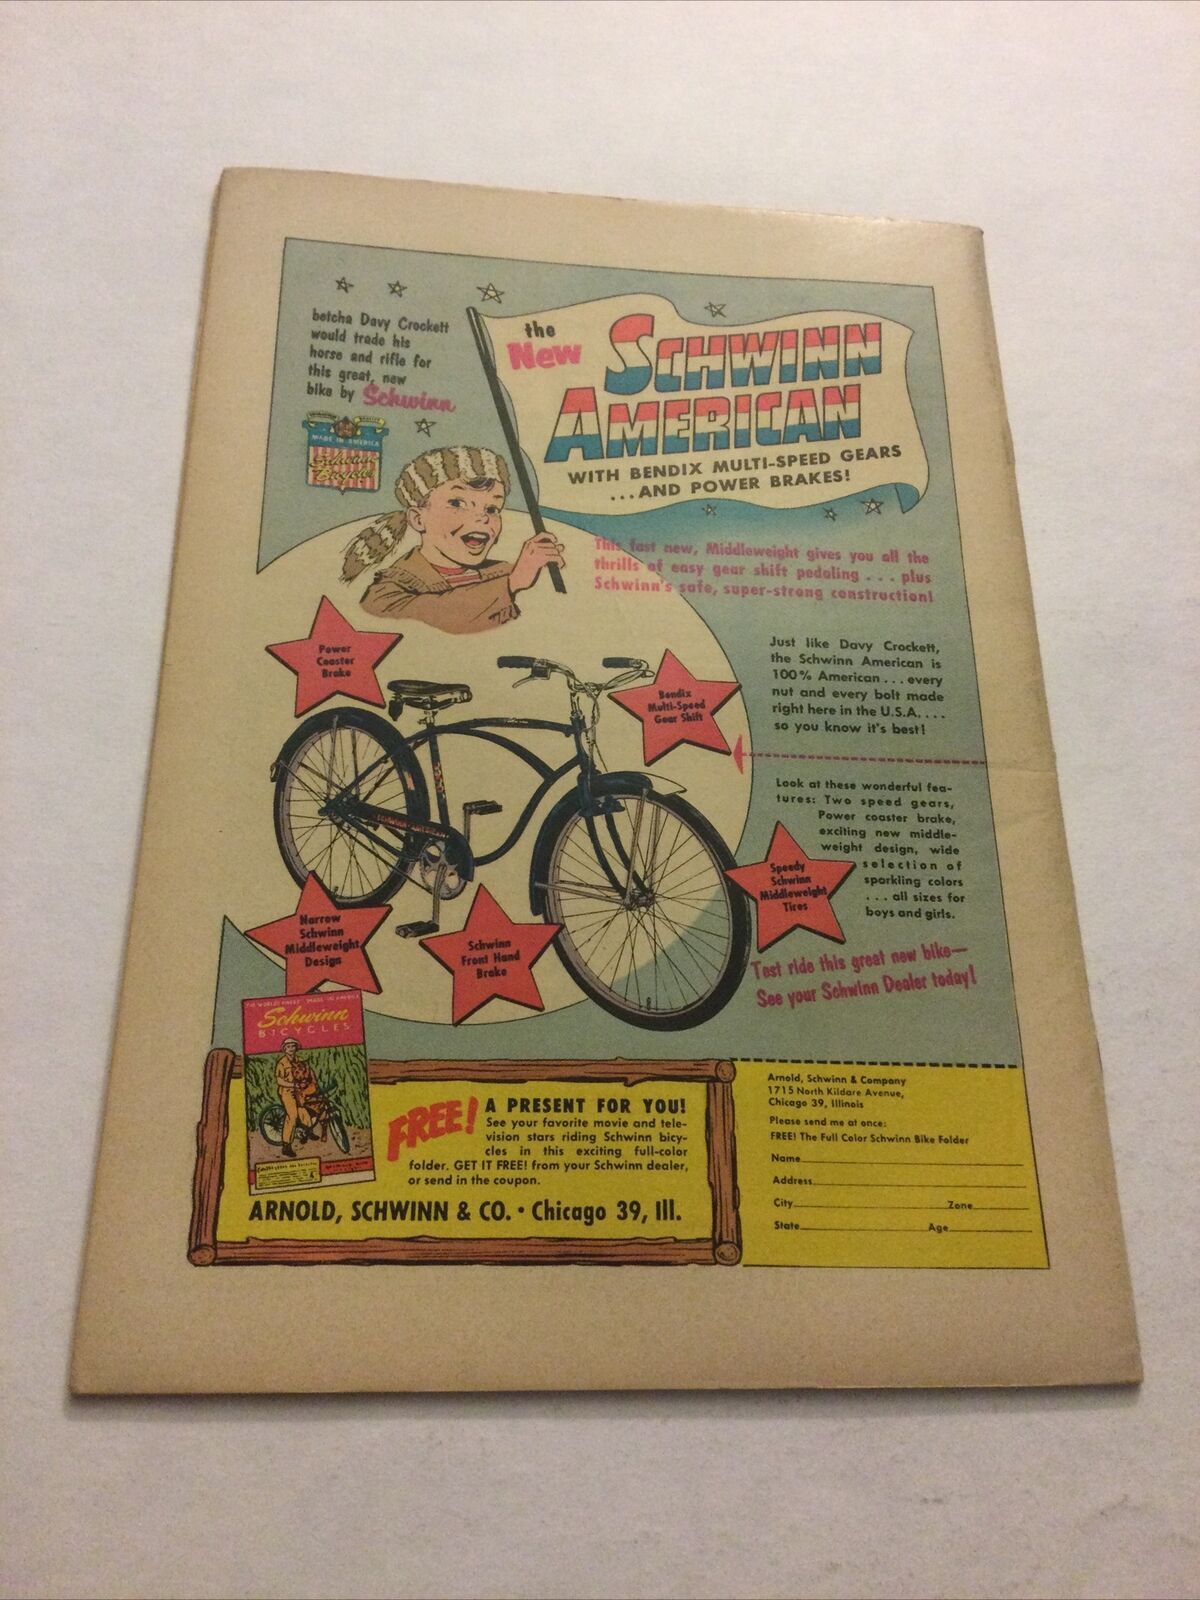 betcha Davy Crockett
would trade his
horse and rifle for
this great, new
bike by Schwinn
MADE IN AMERICA
Schwinn
Bicycles
the
New
SCHWINN
AMERICAN
WITH BENDIX MULTI-SPEED GEARS
...AND POWER BRAKES!
This fast new, Middleweight gives you all the
thrills of easy gear shift pedaling . . . plus
Schwinn's safe, super-strong construction!
Power
Coaster
Brake
Bendix
Multi-Speed
Gear Shift
Just like Davy Crockett,
the Schwinn American is
100% American . . . every
nut and every bolt made
right here in the U.S.A. . . .
so you know it's best!
Look at these wonderful fea-
tures: Two speed gears,
Power coaster brake,
exciting new middle-
weight design, wide
selection of
sparkling colors
. . . all sizes for
boys and girls.
SCHWINN AMERICAN
Speedy
Schwinn
Middleweight
Tires
Narrow
Schwinn
Middleweight
Design
Schwinn
Front Hand
Brake
Test ride this great new bike—
See your Schwinn Dealer today!
THE WORLD'S FINEST MADE IN AMERICA
Schwinn
BICYCLES
FREE!
A PRESENT FOR YOU!
See your favorite movie and tele-
vision stars riding Schwinn bicy-
cles in this exciting full-color
folder. GET IT FREE! from your Schwinn dealer,
or send in the coupon.
ARNOLD, SCHWINN & CO. • Chicago 39, Ill.
Arnold, Schwinn & Company
1715 North Kildare Avenue,
Chicago 39, Illinois
Please send me at once:
FREE! The Full Color Schwinn Bike Folder
Name
Address
City Zone
State Age